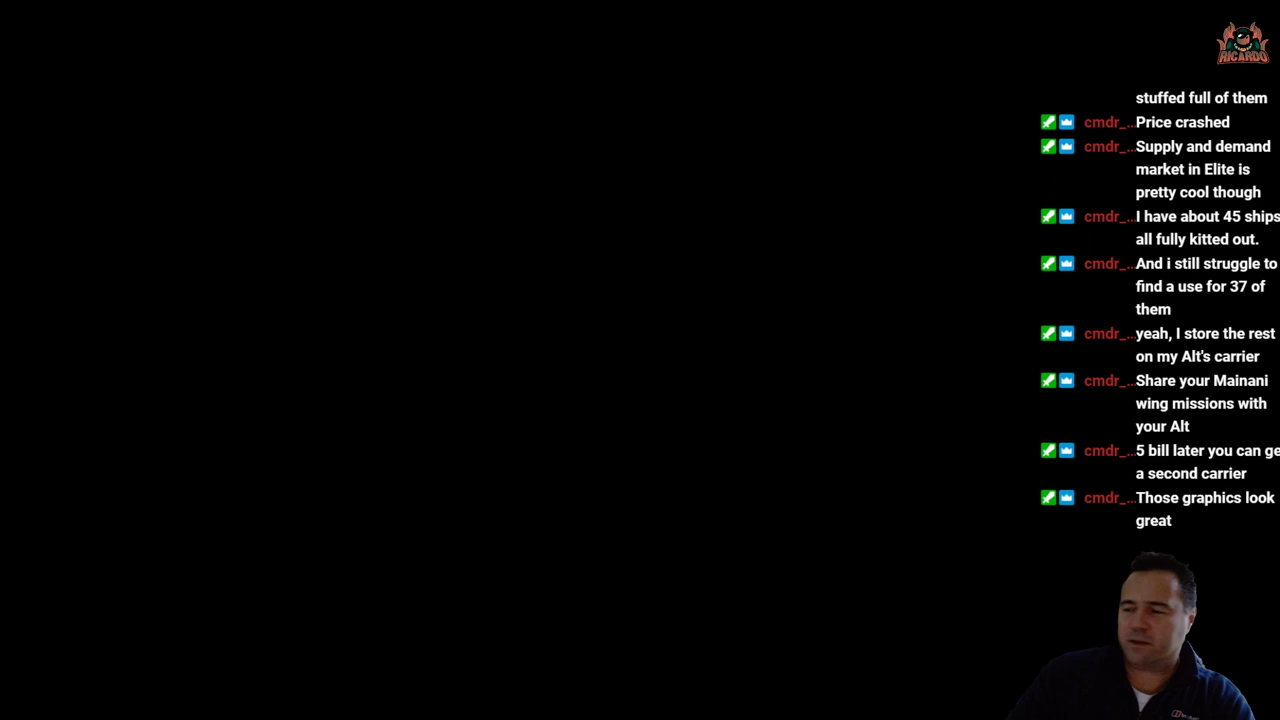 RICARDO
stuffed full of them
cmdr_...Price crashed
cmdr_...Supply and demand
market in Elite is
pretty cool though
cmdr_...I have about 45 ships
all fully kitted out.
cmdr_...And i still struggle to
find a use for 37 of
them
cmdr_...yeah, I store the rest
on my Alt's carrier
cmdr_...Share your Mainani
wing missions with
your Alt
cmdr_...5 bill later you can ge
a second carrier
cmdr_...Those graphics look
great